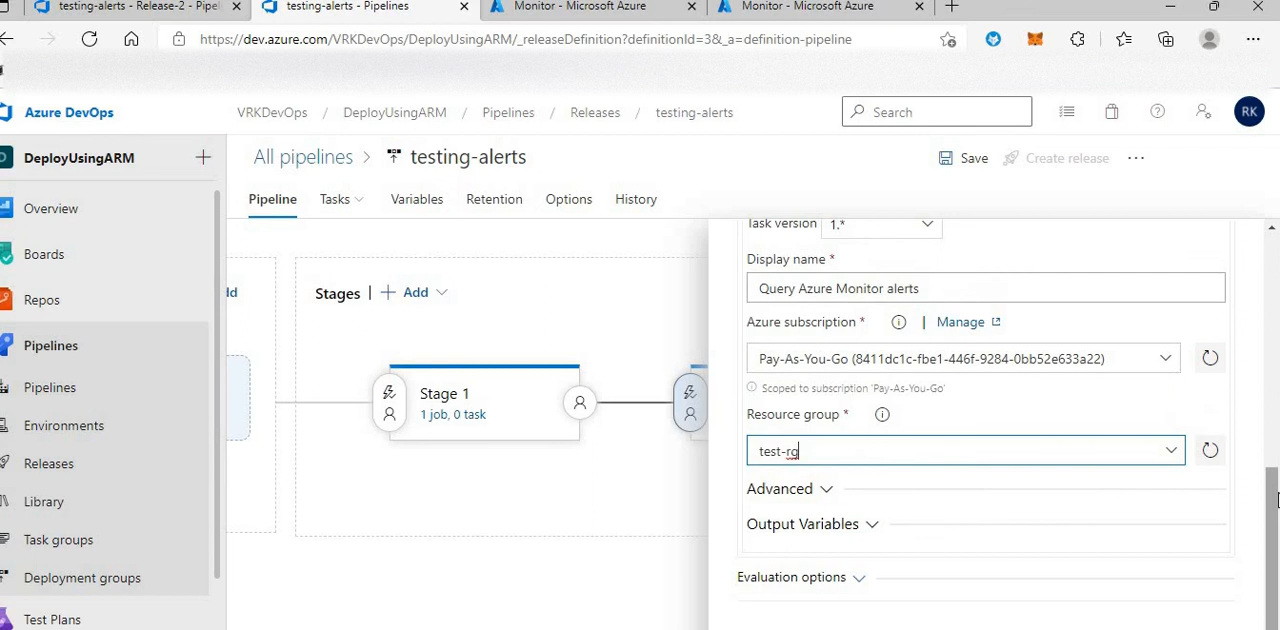 testing-alerts - Release-2 - Pipel
testing-alerts - Pipelines
Monitor - Microsoft Azure
Monitor - Microsoft Azure
https://dev.azure.com/VRKDevOps/DeployUsingARM/_releaseDefinition?definitionId=3&_a=definition-pipeline
Azure DevOps
VRKDevOps / DeployUsingARM / Pipelines / Releases / testing-alerts
Search
RK
DeployUsingARM
All pipelines > testing-alerts
Save
Create release
Overview
Boards
Repos
Pipelines
Pipelines
Environments
Releases
Library
Task groups
Deployment groups
Test Plans
Pipeline
Tasks
Variables
Retention
Options
History
Stages | + Add
Stage 1
1 job, 0 task
Task version 1.*
Display name *
Query Azure Monitor alerts
Azure subscription * | Manage
Pay-As-You-Go (8411dc1c-fbe1-446f-9284-0bb52e633a22)
Scoped to subscription 'Pay-As-You-Go'
Resource group *
test-rg
Advanced
Output Variables
Evaluation options